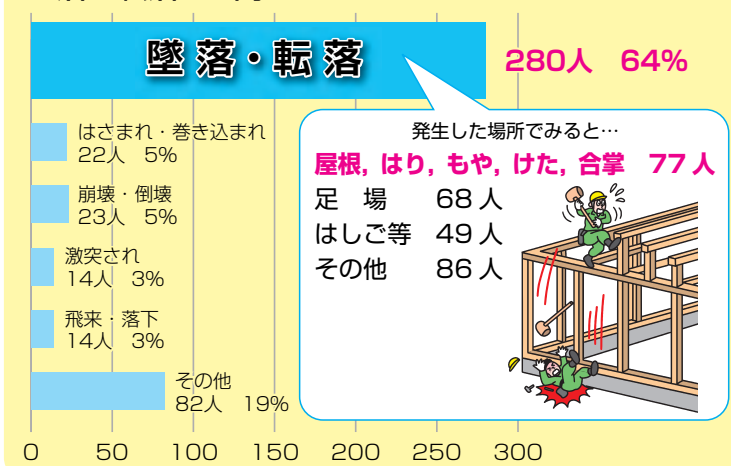 墜落・転落
280人 64%
はさまれ・巻き込まれ
22人 5%
崩壊・倒壊
23人 5%
激突され
14人 3%
飛来・落下
14人 3%
その他
82人 19%
発生した場所でみると…
屋根, はり, もや, けた, 合掌 77人
足 場 68人
はしご等 49人
その他 86人
0 50 100 150 200 250 300